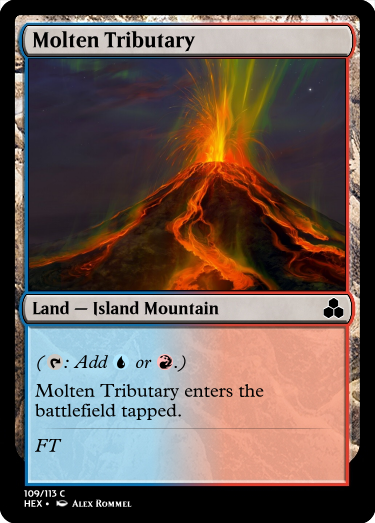 Molten Tributary
Land — Island Mountain
( : Add or .)
Molten Tributary enters the
battlefield tapped.
FT
109/113 C
HEX • Alex Rommel